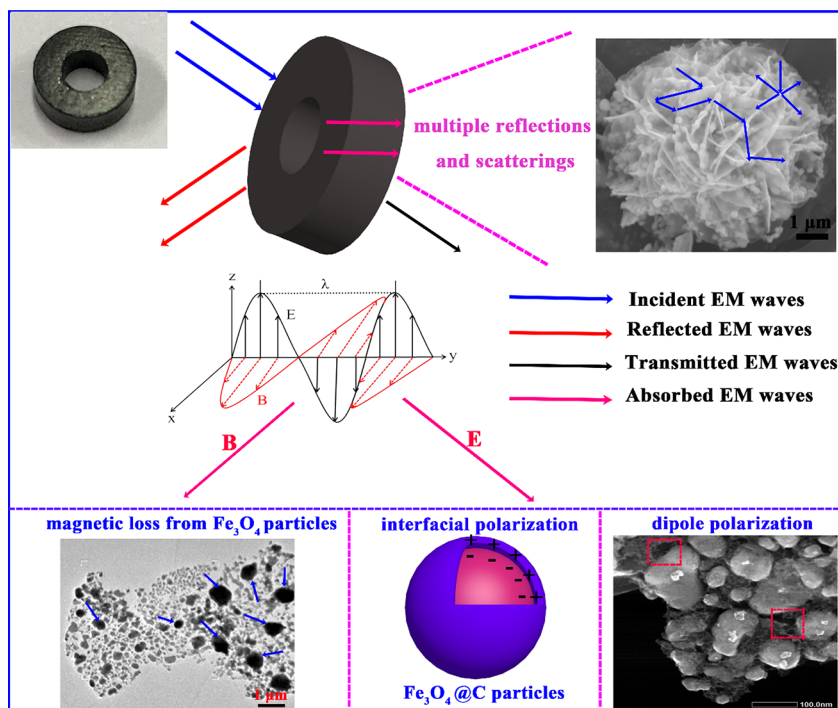 multiple reflections
and scatterings
1 μm
z
λ
E
y
B
x
Incident EM waves
Reflected EM waves
Transmitted EM waves
Absorbed EM waves
B
E
magnetic loss from Fe₃O₄ particles
interfacial polarization
dipole polarization
+ + + + +
- - - - -
1 μm
Fe₃O₄@C particles
100.0nm